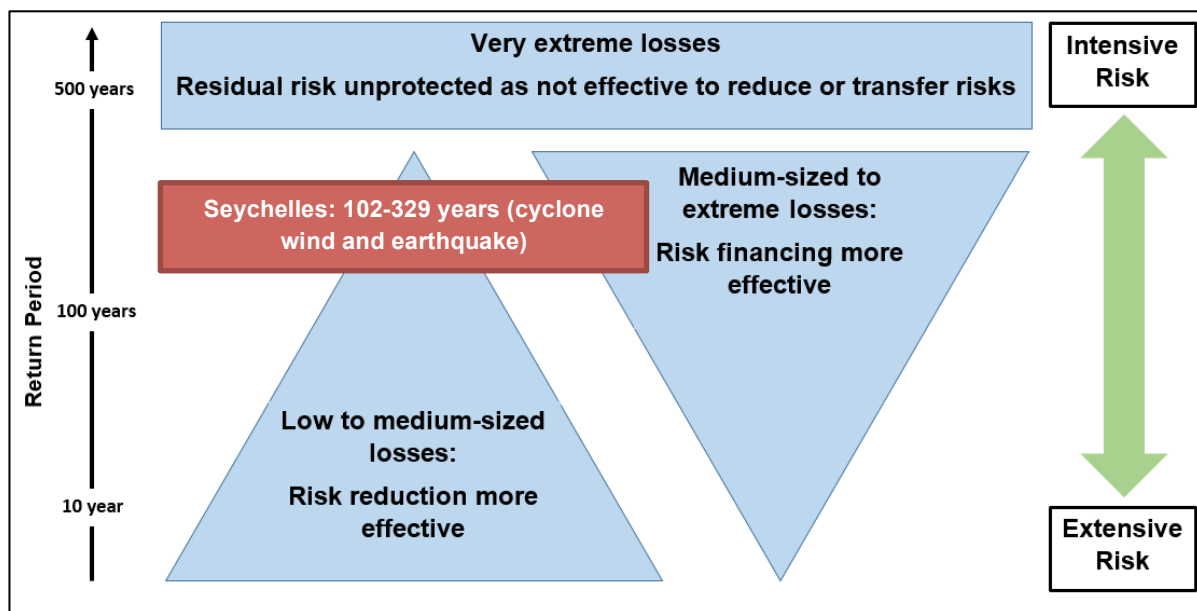 Very extreme losses
Residual risk unprotected as not effective to reduce or transfer risks
Intensive
Risk
500 years
Seychelles: 102-329 years (cyclone
wind and earthquake)
Medium-sized to
extreme losses:
Risk financing more
effective
Return Period
100 years
Low to medium-sized
losses:
Risk reduction more
effective
10 year
Extensive
Risk